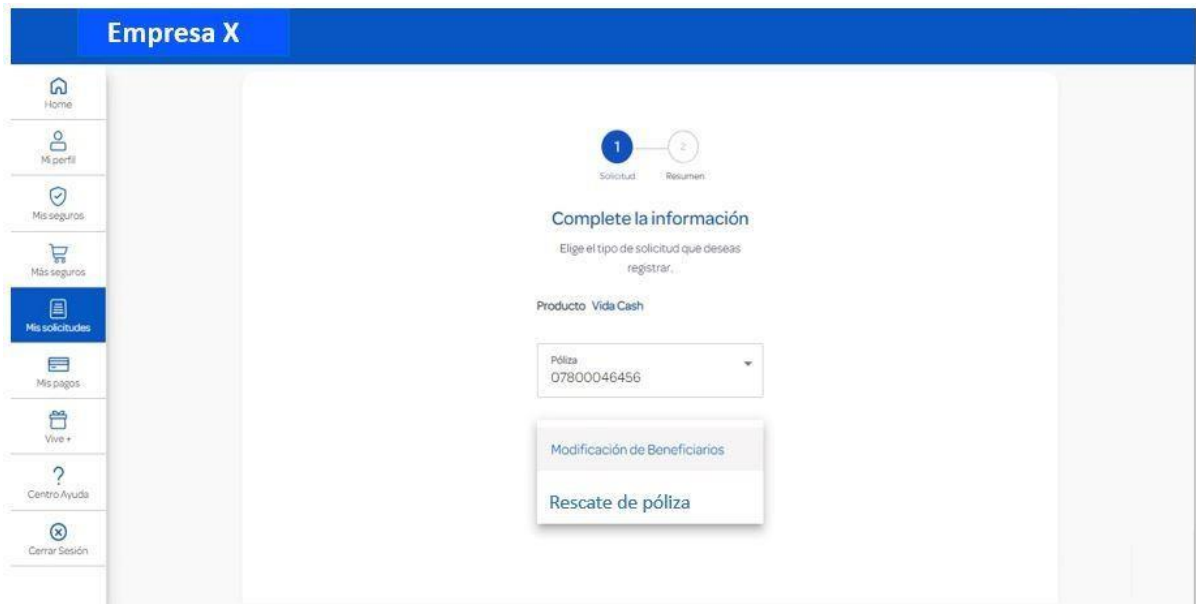 Empresa X
Home
Mi perfil
Mis seguros
Más seguros
Mis solicitudes
Mis pagos
Vive +
Centro Ayuda
Cerrar Sesión
1
2
Solicitud
Resumen
Complete la información
Elige el tipo de solicitud que deseas
registrar.
Producto Vida Cash
Póliza
07800046456
Modificación de Beneficiarios
Rescate de póliza